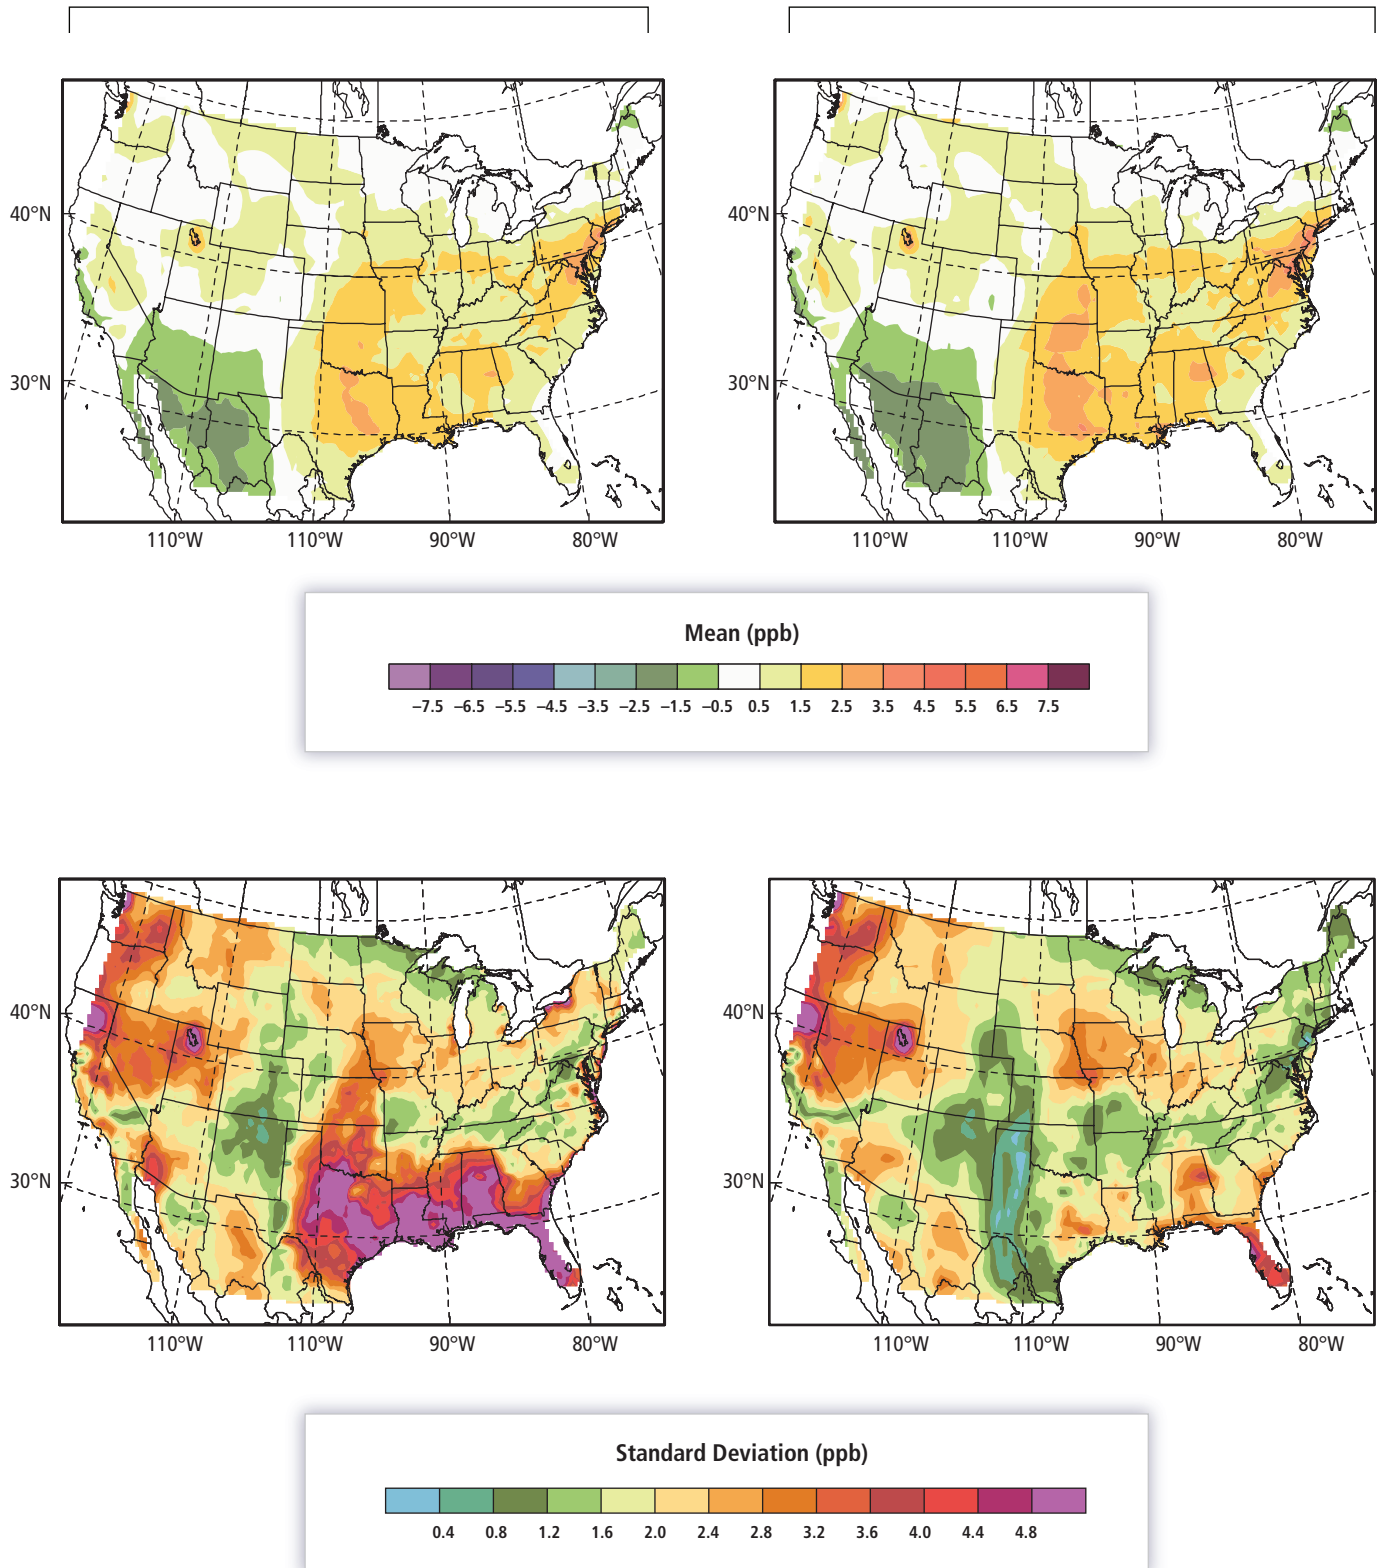 40°N
30°N
110°W 110°W 90°W 80°W
40°N
30°N
110°W 110°W 90°W 80°W
Mean (ppb)
–7.5 –6.5 –5.5 –4.5 –3.5 –2.5 –1.5 –0.5 0.5 1.5 2.5 3.5 4.5 5.5 6.5 7.5
40°N
30°N
110°W 100°W 90°W 80°W
40°N
30°N
110°W 110°W 90°W 80°W
Standard Deviation (ppb)
0.4 0.8 1.2 1.6 2.0 2.4 2.8 3.2 3.6 4.0 4.4 4.8